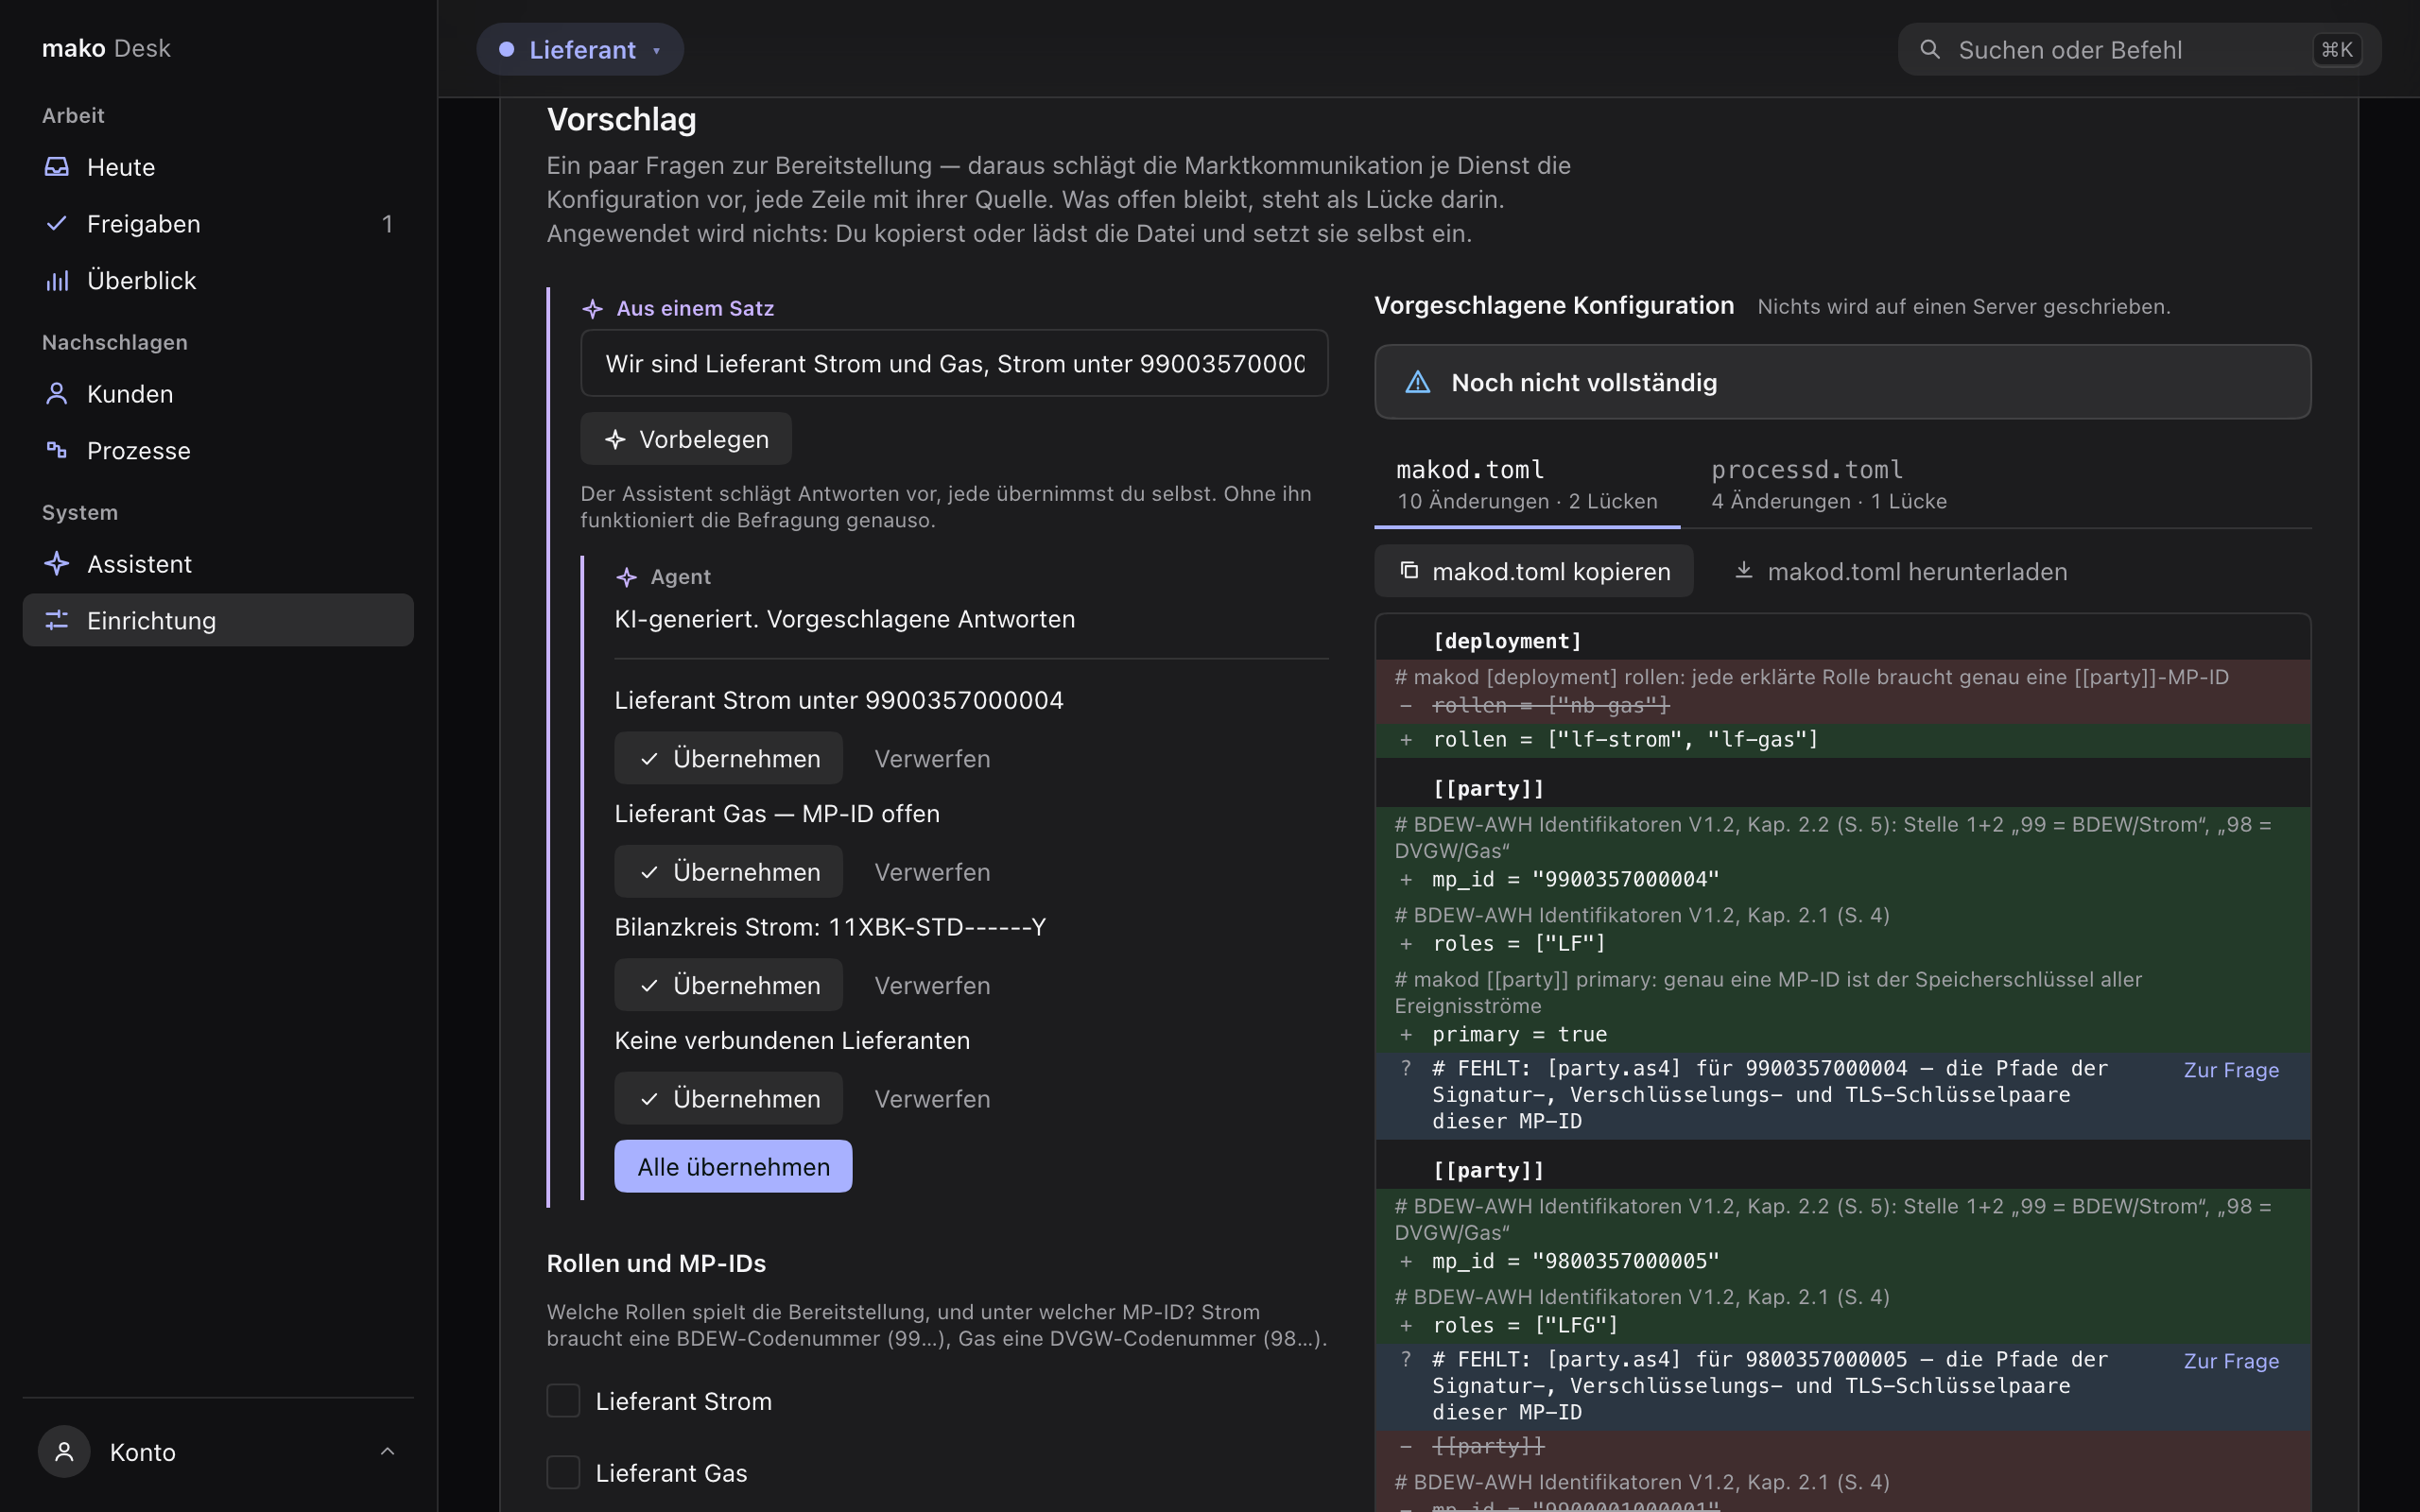 mako Desk
Arbeit
Heute
Freigaben 1
Überblick
Nachschlagen
Kunden
Prozesse
System
Assistent
Einrichtung
Konto
Lieferant
Suchen oder Befehl ⌘K
Vorschlag
Ein paar Fragen zur Bereitstellung — daraus schlägt die Marktkommunikation je Dienst die
Konfiguration vor, jede Zeile mit ihrer Quelle. Was offen bleibt, steht als Lücke darin.
Angewendet wird nichts: Du kopierst oder lädst die Datei und setzt sie selbst ein.
Aus einem Satz
Wir sind Lieferant Strom und Gas, Strom unter 99003570000
Vorbelegen
Der Assistent schlägt Antworten vor, jede übernimmst du selbst. Ohne ihn
funktioniert die Befragung genauso.
Agent
KI-generiert. Vorgeschlagene Antworten
Lieferant Strom unter 9900357000004
Übernehmen Verwerfen
Lieferant Gas — MP-ID offen
Übernehmen Verwerfen
Bilanzkreis Strom: 11XBK-STD------Y
Übernehmen Verwerfen
Keine verbundenen Lieferanten
Übernehmen Verwerfen
Alle übernehmen
Rollen und MP-IDs
Welche Rollen spielt die Bereitstellung, und unter welcher MP-ID? Strom
braucht eine BDEW-Codenummer (99…), Gas eine DVGW-Codenummer (98…).
Lieferant Strom
Lieferant Gas
Vorgeschlagene Konfiguration Nichts wird auf einen Server geschrieben.
Noch nicht vollständig
makod.toml
10 Änderungen · 2 Lücken
processd.toml
4 Änderungen · 1 Lücke
makod.toml kopieren makod.toml herunterladen
[deployment]
# makod [deployment] rollen: jede erklärte Rolle braucht genau eine [[party]]-MP-ID
− rollen = ["nb-gas"]
+ rollen = ["lf-strom", "lf-gas"]
[[party]]
# BDEW-AWH Identifikatoren V1.2, Kap. 2.2 (S. 5): Stelle 1+2 „99 = BDEW/Strom“, „98 =
DVGW/Gas“
+ mp_id = "9900357000004"
# BDEW-AWH Identifikatoren V1.2, Kap. 2.1 (S. 4)
+ roles = ["LF"]
# makod [[party]] primary: genau eine MP-ID ist der Speicherschlüssel aller
Ereignisströme
+ primary = true
? # FEHLT: [party.as4] für 9900357000004 — die Pfade der Zur Frage
Signatur-, Verschlüsselungs- und TLS-Schlüsselpaare
dieser MP-ID
[[party]]
# BDEW-AWH Identifikatoren V1.2, Kap. 2.2 (S. 5): Stelle 1+2 „99 = BDEW/Strom“, „98 =
DVGW/Gas“
+ mp_id = "9800357000005"
# BDEW-AWH Identifikatoren V1.2, Kap. 2.1 (S. 4)
+ roles = ["LFG"]
? # FEHLT: [party.as4] für 9800357000005 — die Pfade der Zur Frage
Signatur-, Verschlüsselungs- und TLS-Schlüsselpaare
dieser MP-ID
− [[party]]
# BDEW-AWH Identifikatoren V1.2, Kap. 2.1 (S. 4)
− mp_id = "9900001000001"